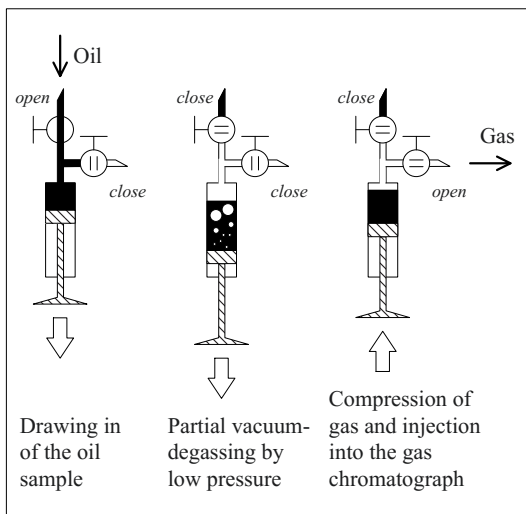 Oil
open
close
close
close
close
Gas
open
Drawing in
of the oil
sample
Partial vacuum-
degassing by
low pressure
Compression of
gas and injection
into the gas
chromatograph